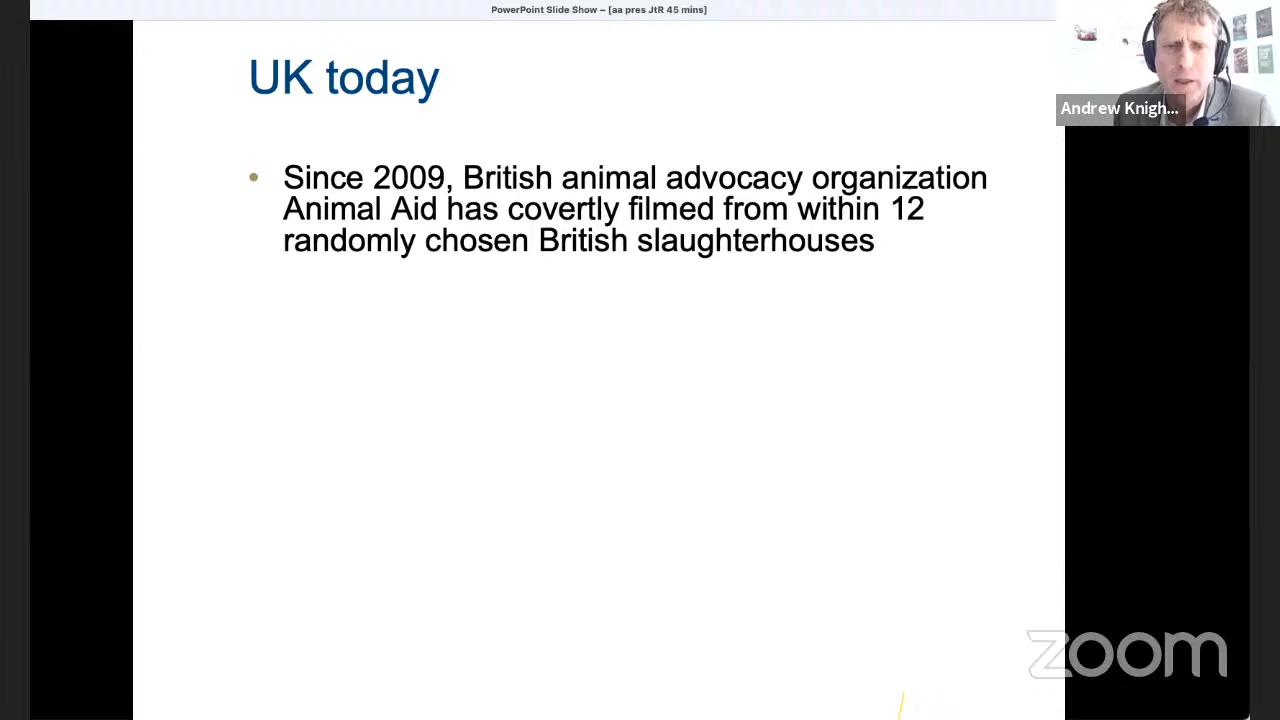 PowerPoint Slide Show – [aa pres JtR 45 mins]
UK today
Andrew Knigh...
• Since 2009, British animal advocacy organization
Animal Aid has covertly filmed from within 12
randomly chosen British slaughterhouses
zoom